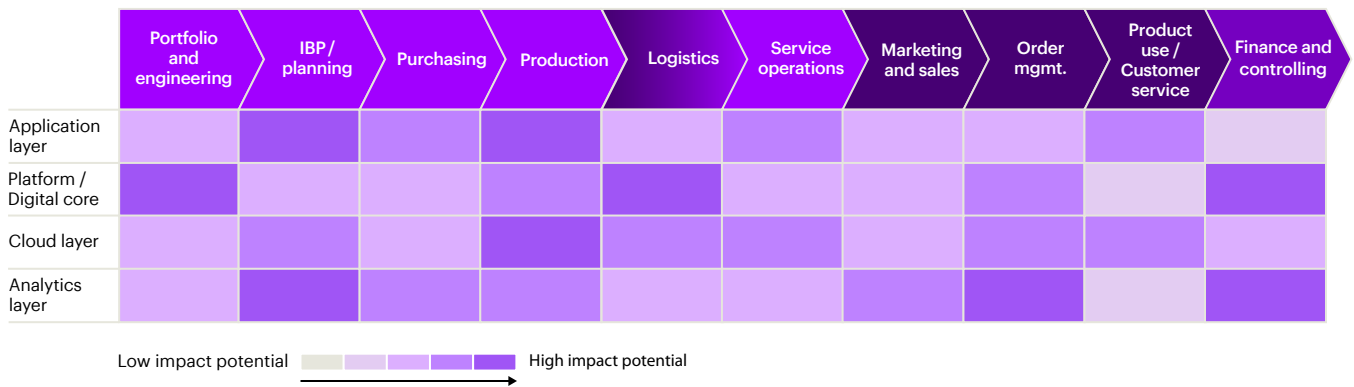 Portfolio
and
engineering
IBP /
planning
Purchasing
Production
Logistics
Service
operations
Marketing
and sales
Order
mgmt.
Product
use /
Customer
service
Finance and
controlling
Application
layer
Platform /
Digital core
Cloud layer
Analytics
layer
Low impact potential
High impact potential